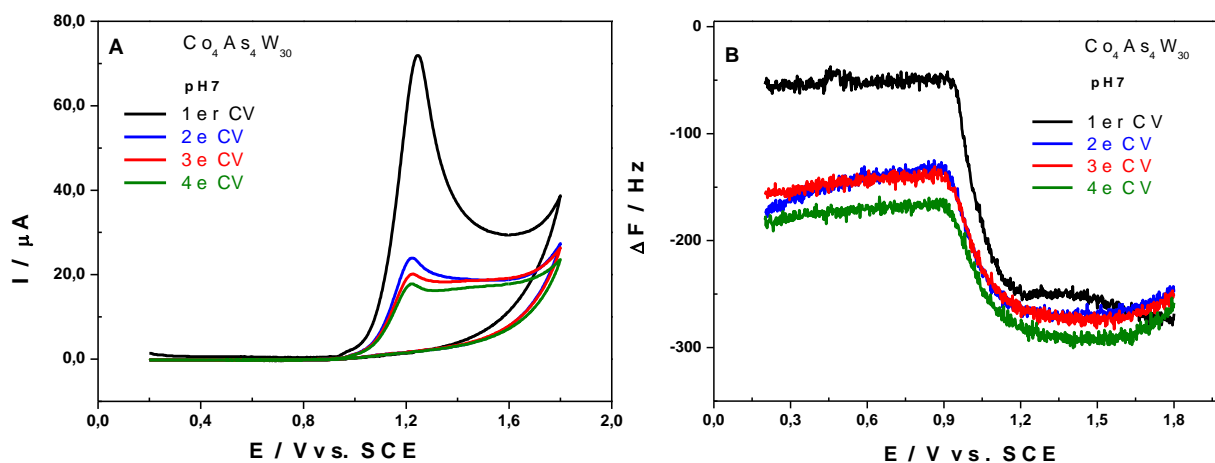 A
Co4As4W30
pH7
1er CV
2e CV
3e CV
4e CV
80,0
60,0
40,0
20,0
0,0
I / µA
0,0 0,4 0,8 1,2 1,6 2,0
E / V vs. SCE
B
Co4As4W30
pH7
1er CV
2e CV
3e CV
4e CV
0
-100
-200
-300
ΔF / Hz
0,3 0,6 0,9 1,2 1,5 1,8
E / V vs. SCE